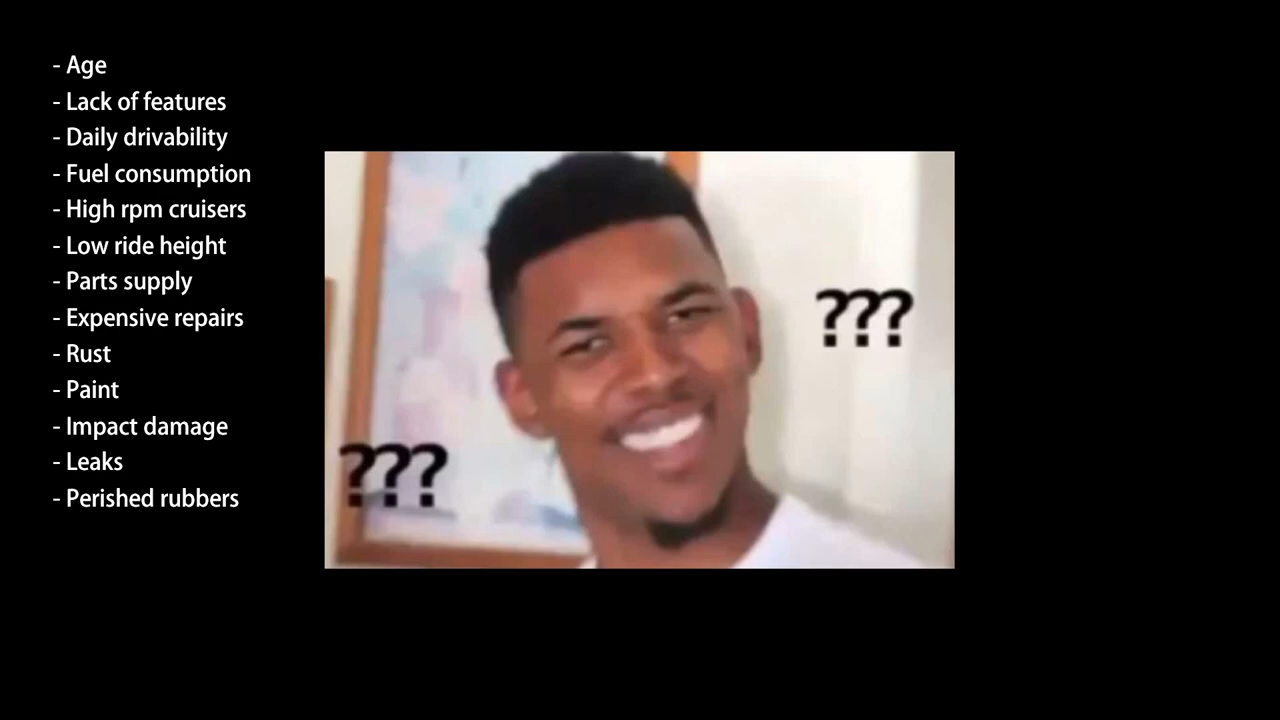 - Age
- Lack of features
- Daily drivability
- Fuel consumption
- High rpm cruisers
- Low ride height
- Parts supply
- Expensive repairs
- Rust
- Paint
- Impact damage
- Leaks
- Perished rubbers
???
???